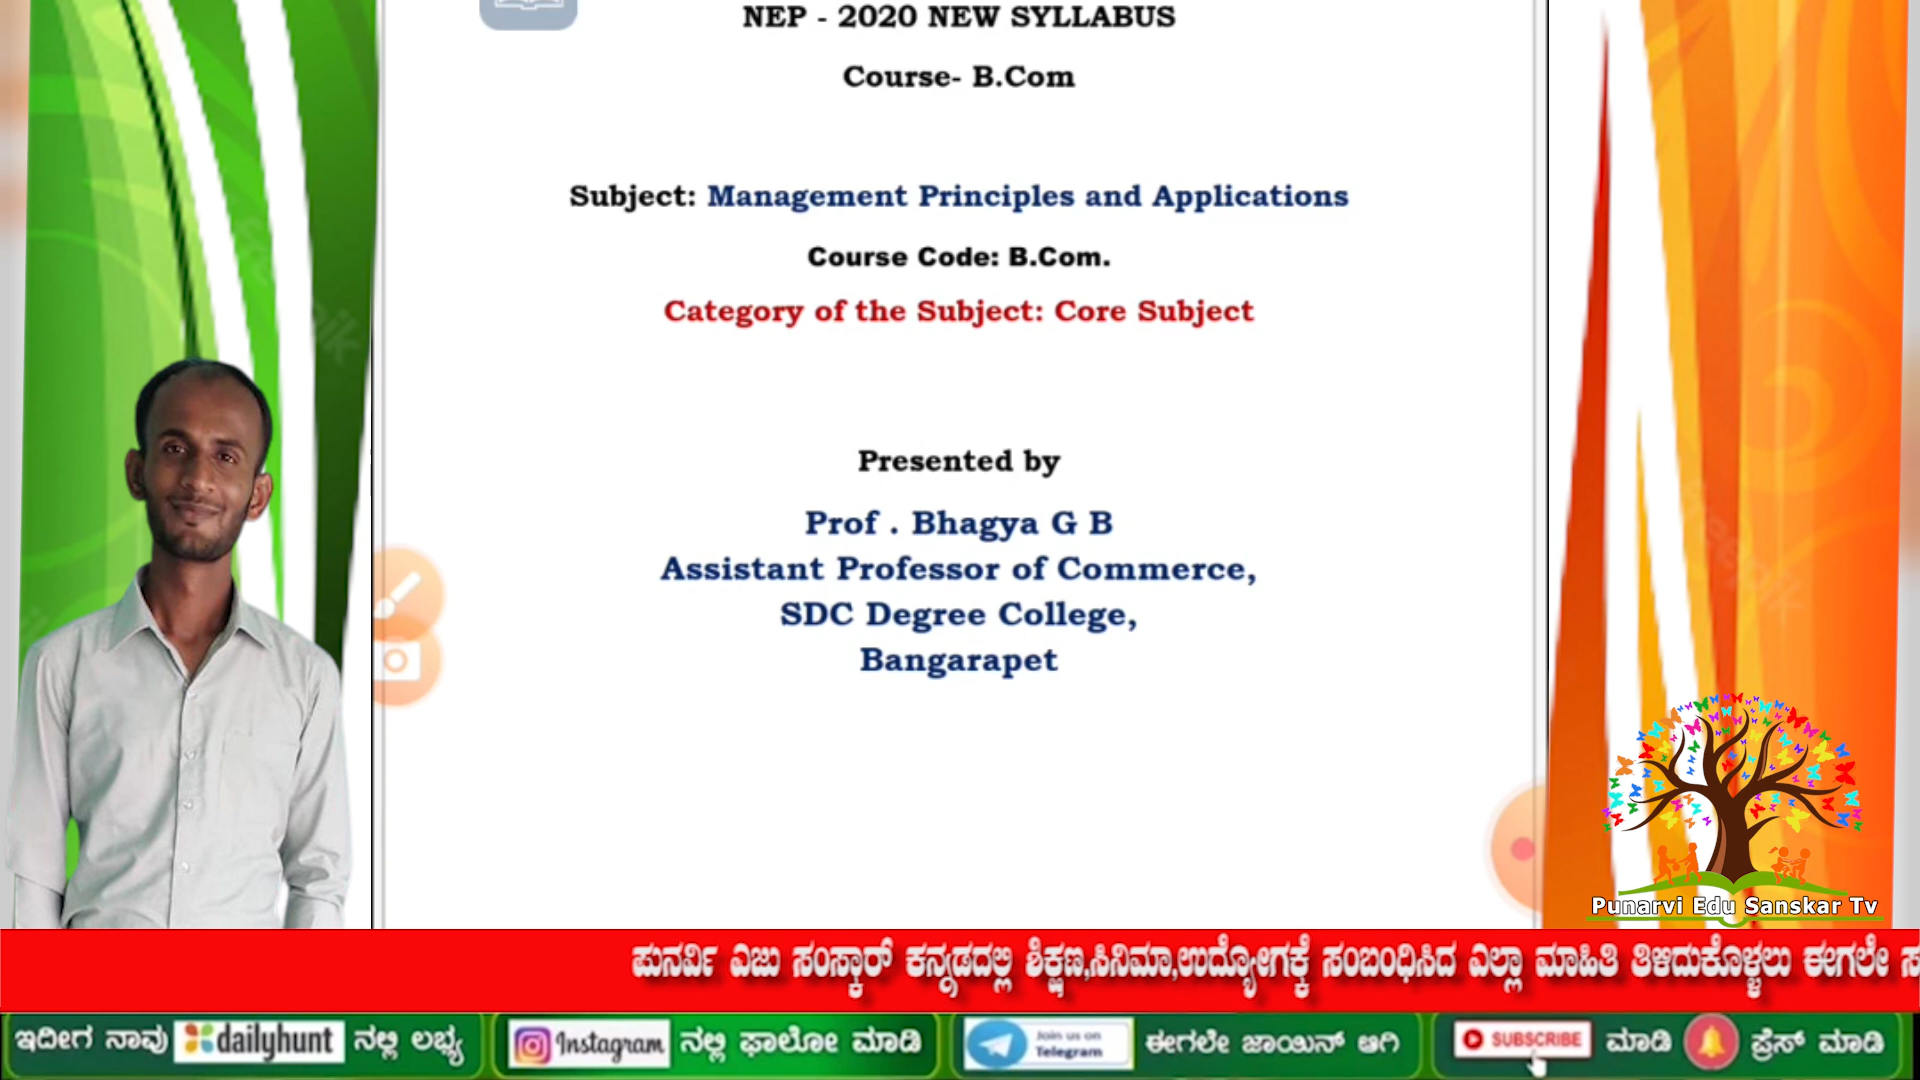 NEP - 2020 NEW SYLLABUS
Course- B.Com
Subject: Management Principles and Applications
Course Code: B.Com.
Category of the Subject: Core Subject
Presented by
Prof . Bhagya G B
Assistant Professor of Commerce,
SDC Degree College,
Bangarapet
Punarvi Edu Sanskar Tv
ಪುನರ್ವಿ ಎಜು ಸಂಸ್ಕಾರ್ ಕನ್ನಡದಲ್ಲಿ ಶಿಕ್ಷಣ,ಸಿನಿಮಾ,ಉದ್ಯೋಗಕ್ಕೆ ಸಂಬಂಧಿಸಿದ ಎಲ್ಲಾ ಮಾಹಿತಿ ತಿಳಿದುಕೊಳ್ಳಲು ಈಗಲೇ ಸ
ಇದೀಗ ನಾವು dailyhunt ನಲ್ಲಿ ಲಭ್ಯ
Instagram ನಲ್ಲಿ ಫಾಲೋ ಮಾಡಿ
Join us on
Telegram
ಈಗಲೇ ಜಾಯಿನ್ ಆಗಿ
SUBSCRIBE ಮಾಡಿ ಪ್ರೆಸ್ ಮಾಡಿ